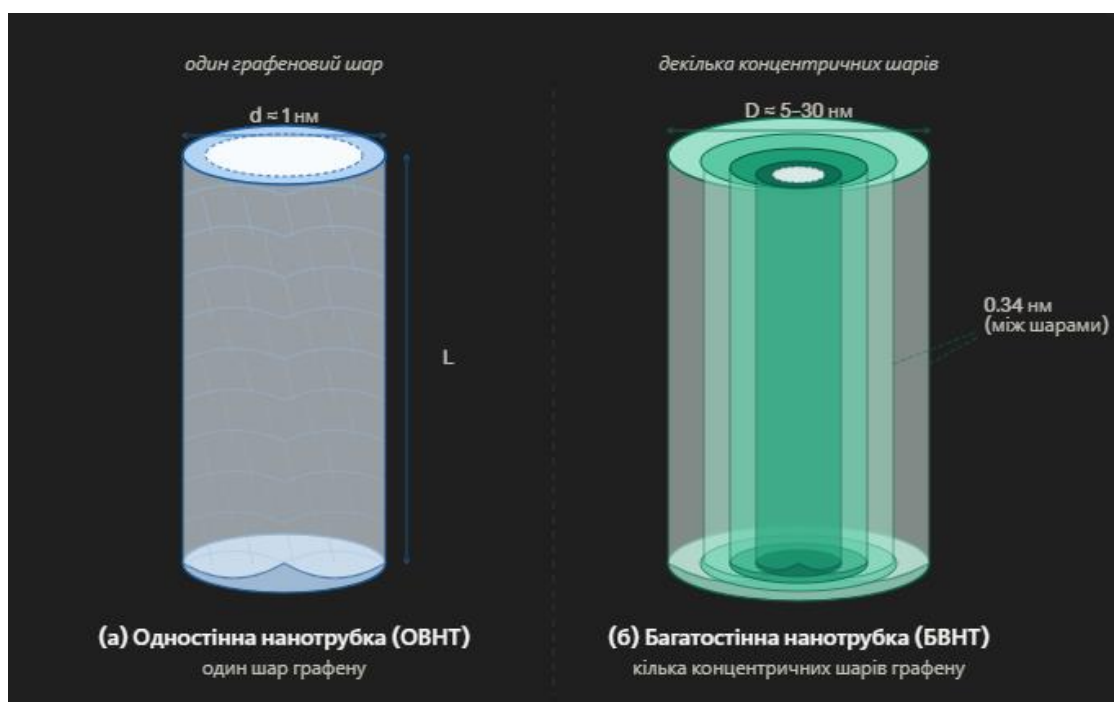 один графеновий шар
d ≈ 1 нм
L
(а) Одностінна нанотрубка (ОВНТ)
один шар графену
декілька концентричних шарів
D ≈ 5–30 нм
0.34 нм
(між шарами)
(б) Багатостінна нанотрубка (БВНТ)
кілька концентричних шарів графену